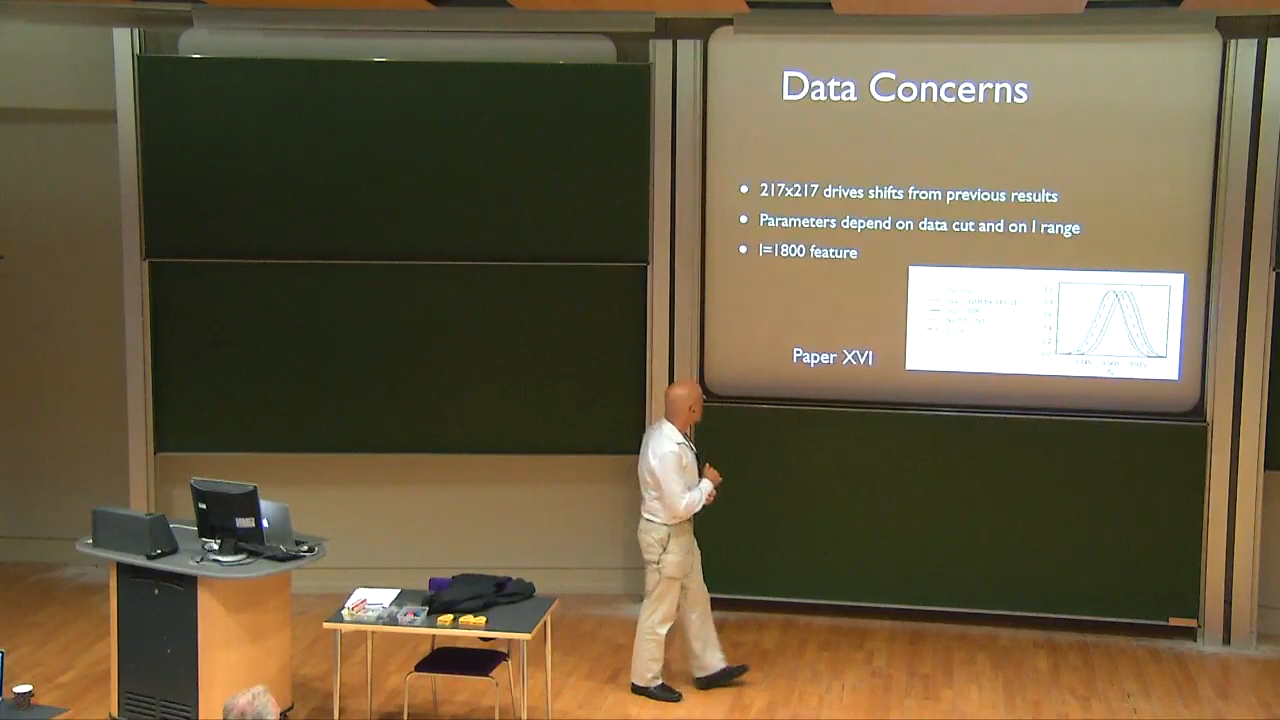 Data Concerns
217x217 drives shifts from previous results
Parameters depend on data cut and on l range
l=1800 feature
Paper XVI